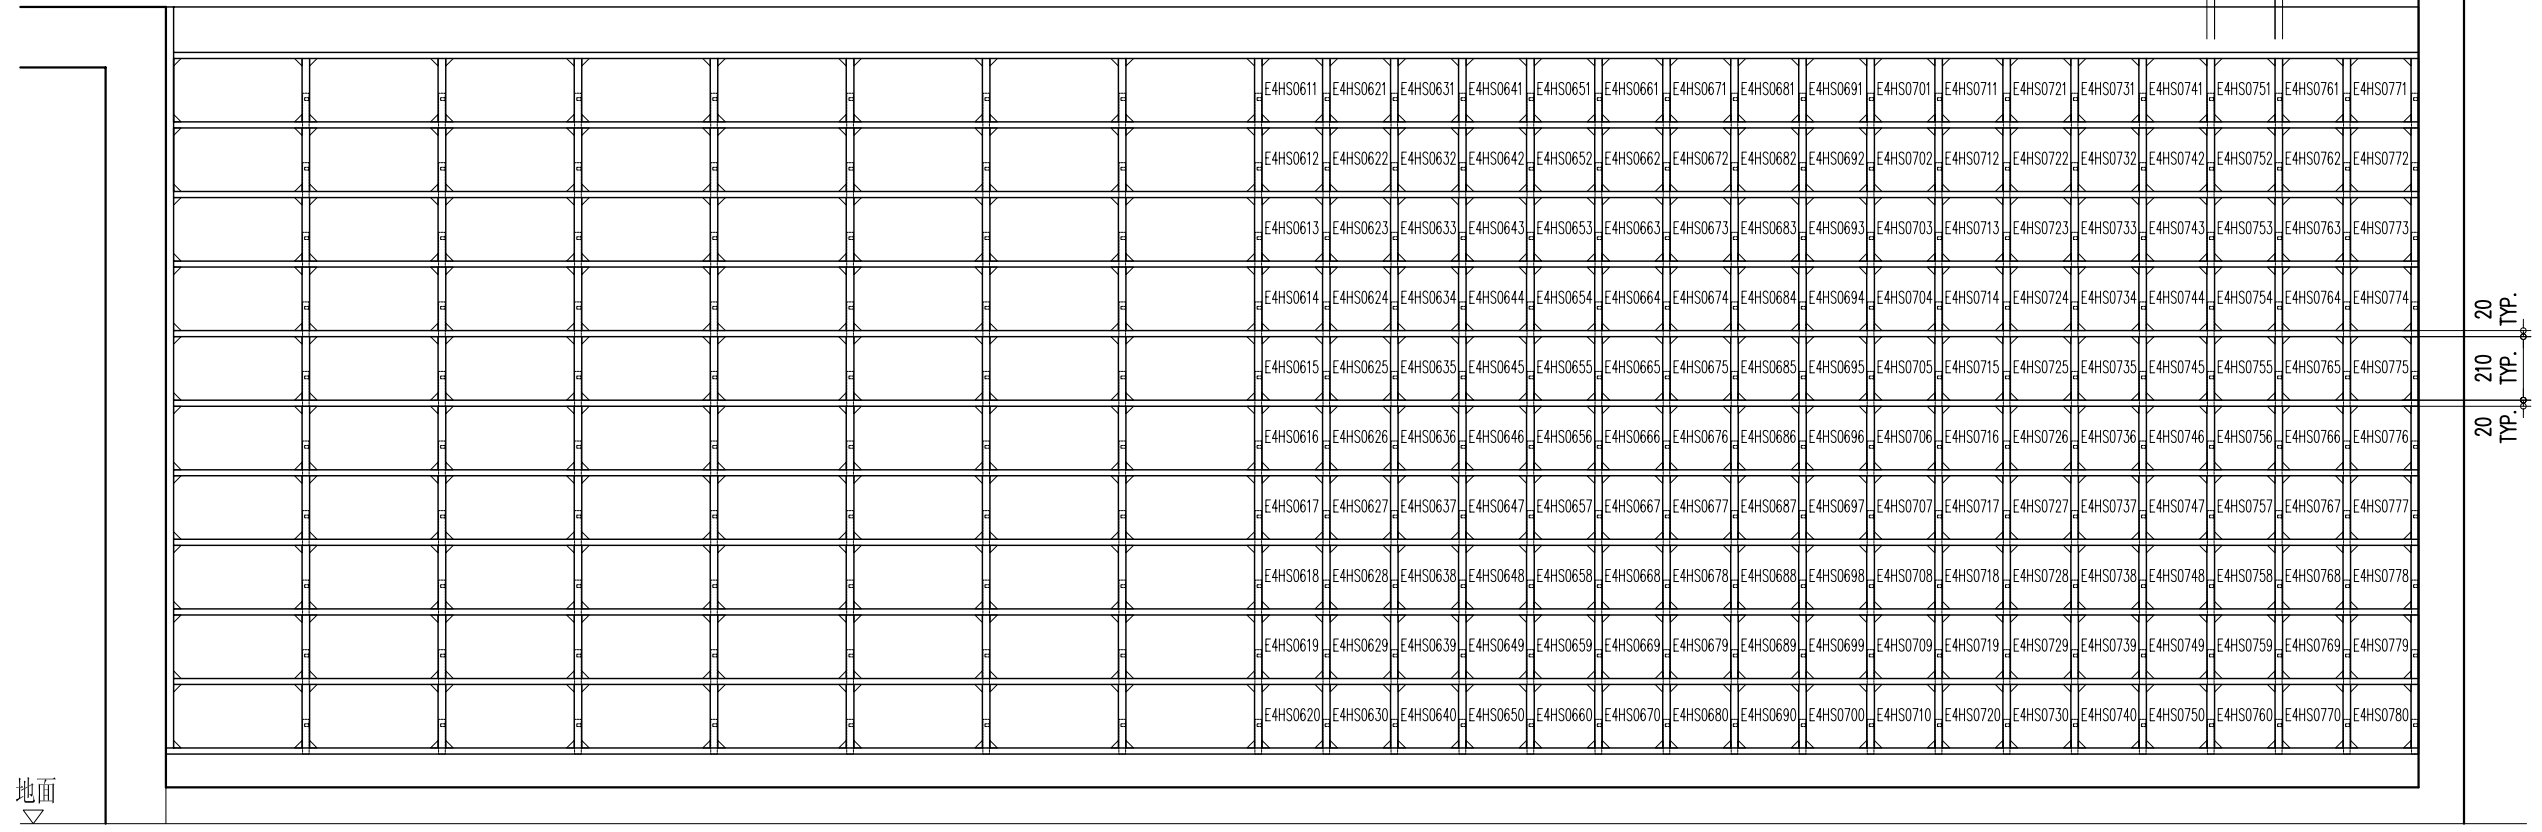 E4HS0611 E4HS0621 E4HS0631 E4HS0641 E4HS0651 E4HS0661 E4HS0671 E4HS0681 E4HS0691 E4HS0701 E4HS0711 E4HS0721 E4HS0731 E4HS0741 E4HS0751 E4HS0761 E4HS0771
E4HS0612 E4HS0622 E4HS0632 E4HS0642 E4HS0652 E4HS0662 E4HS0672 E4HS0682 E4HS0692 E4HS0702 E4HS0712 E4HS0722 E4HS0732 E4HS0742 E4HS0752 E4HS0762 E4HS0772
E4HS0613 E4HS0623 E4HS0633 E4HS0643 E4HS0653 E4HS0663 E4HS0673 E4HS0683 E4HS0693 E4HS0703 E4HS0713 E4HS0723 E4HS0733 E4HS0743 E4HS0753 E4HS0763 E4HS0773
E4HS0614 E4HS0624 E4HS0634 E4HS0644 E4HS0654 E4HS0664 E4HS0674 E4HS0684 E4HS0694 E4HS0704 E4HS0714 E4HS0724 E4HS0734 E4HS0744 E4HS0754 E4HS0764 E4HS0774
20
TYP.
E4HS0615 E4HS0625 E4HS0635 E4HS0645 E4HS0655 E4HS0665 E4HS0675 E4HS0685 E4HS0695 E4HS0705 E4HS0715 E4HS0725 E4HS0735 E4HS0745 E4HS0755 E4HS0765 E4HS0775
210
TYP.
E4HS0616 E4HS0626 E4HS0636 E4HS0646 E4HS0656 E4HS0666 E4HS0676 E4HS0686 E4HS0696 E4HS0706 E4HS0716 E4HS0726 E4HS0736 E4HS0746 E4HS0756 E4HS0766 E4HS0776
20
TYP.
E4HS0617 E4HS0627 E4HS0637 E4HS0647 E4HS0657 E4HS0667 E4HS0677 E4HS0687 E4HS0697 E4HS0707 E4HS0717 E4HS0727 E4HS0737 E4HS0747 E4HS0757 E4HS0767 E4HS0777
E4HS0618 E4HS0628 E4HS0638 E4HS0648 E4HS0658 E4HS0668 E4HS0678 E4HS0688 E4HS0698 E4HS0708 E4HS0718 E4HS0728 E4HS0738 E4HS0748 E4HS0758 E4HS0768 E4HS0778
E4HS0619 E4HS0629 E4HS0639 E4HS0649 E4HS0659 E4HS0669 E4HS0679 E4HS0689 E4HS0699 E4HS0709 E4HS0719 E4HS0729 E4HS0739 E4HS0749 E4HS0759 E4HS0769 E4HS0779
E4HS0620 E4HS0630 E4HS0640 E4HS0650 E4HS0660 E4HS0670 E4HS0680 E4HS0690 E4HS0700 E4HS0710 E4HS0720 E4HS0730 E4HS0740 E4HS0750 E4HS0760 E4HS0770 E4HS0780
地面